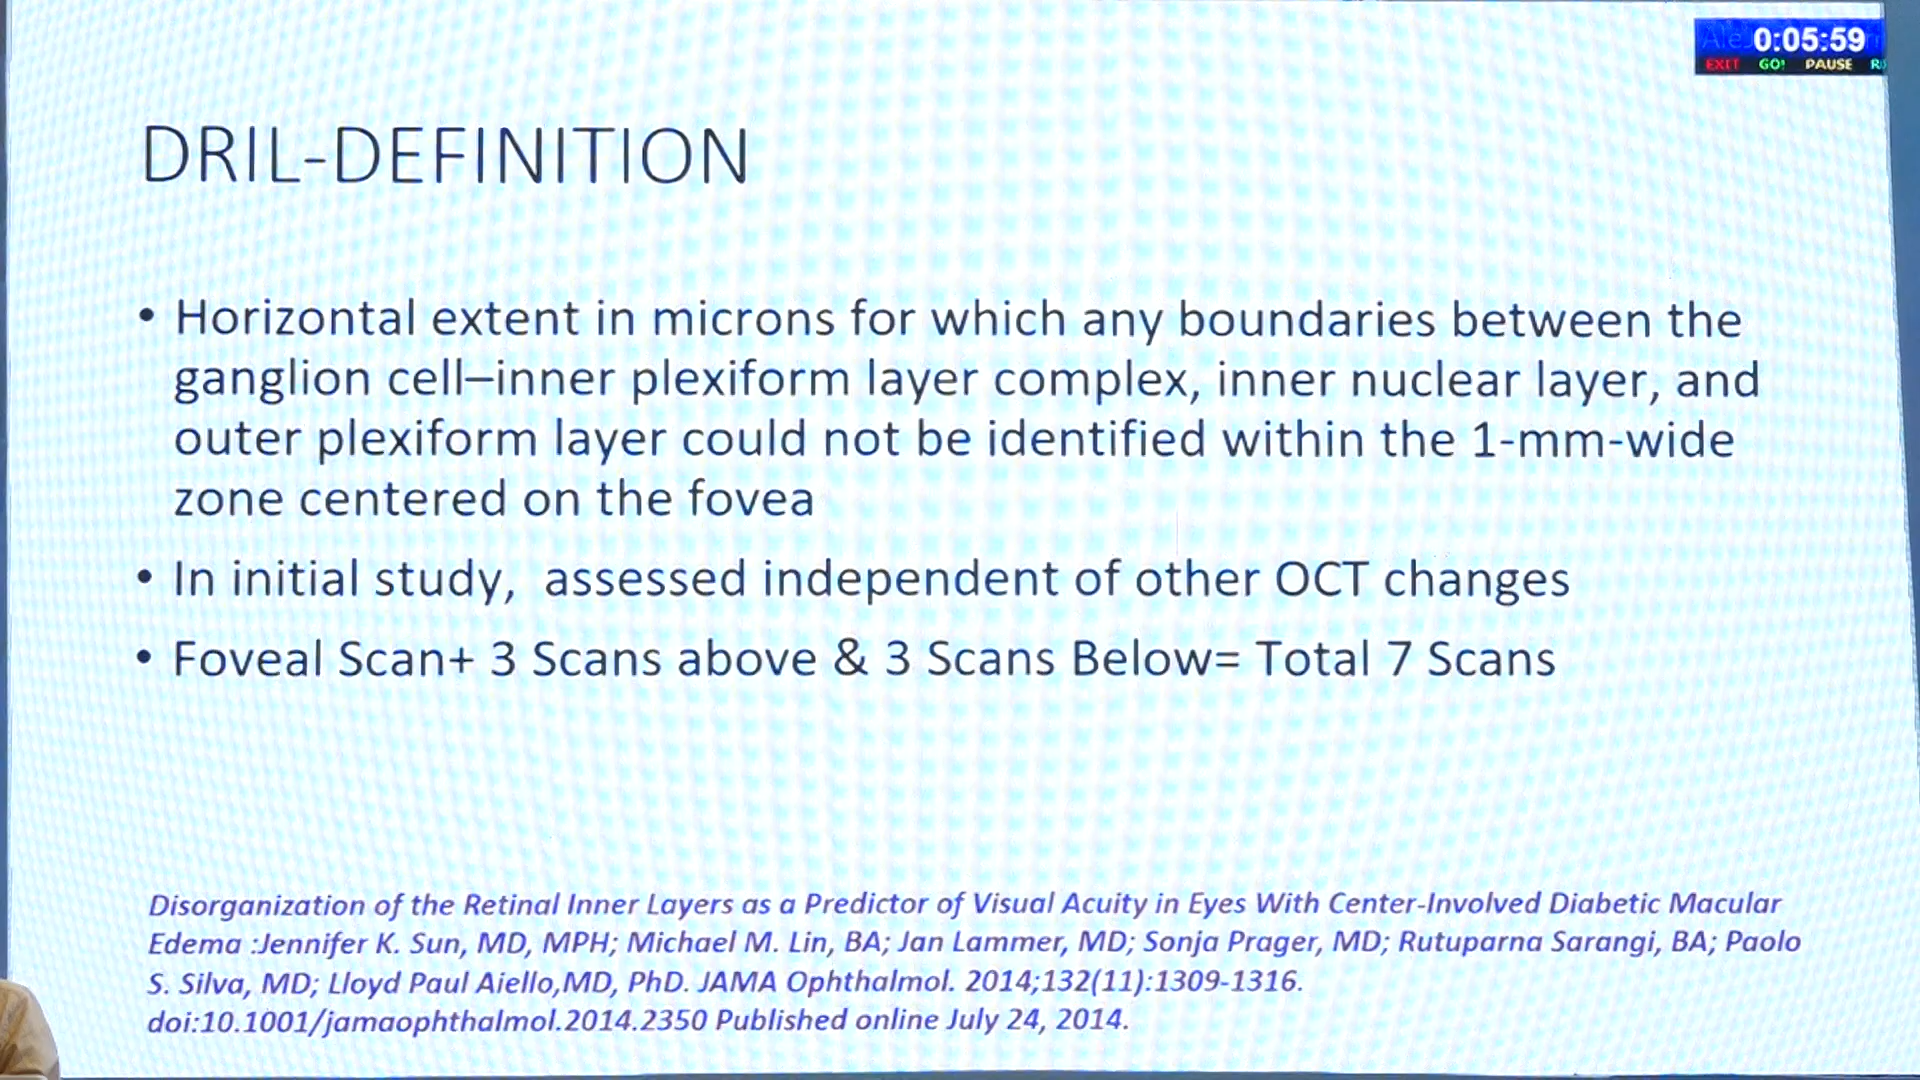 0:05:59
EXIT GO! PAUSE
DRIL-DEFINITION
• Horizontal extent in microns for which any boundaries between the
ganglion cell–inner plexiform layer complex, inner nuclear layer, and
outer plexiform layer could not be identified within the 1-mm-wide
zone centered on the fovea
• In initial study, assessed independent of other OCT changes
• Foveal Scan+ 3 Scans above & 3 Scans Below= Total 7 Scans
Disorganization of the Retinal Inner Layers as a Predictor of Visual Acuity in Eyes With Center-Involved Diabetic Macular
Edema :Jennifer K. Sun, MD, MPH; Michael M. Lin, BA; Jan Lammer, MD; Sonja Prager, MD; Rutuparna Sarangi, BA; Paolo
S. Silva, MD; Lloyd Paul Aiello,MD, PhD. JAMA Ophthalmol. 2014;132(11):1309-1316.
doi:10.1001/jamaophthalmol.2014.2350 Published online July 24, 2014.